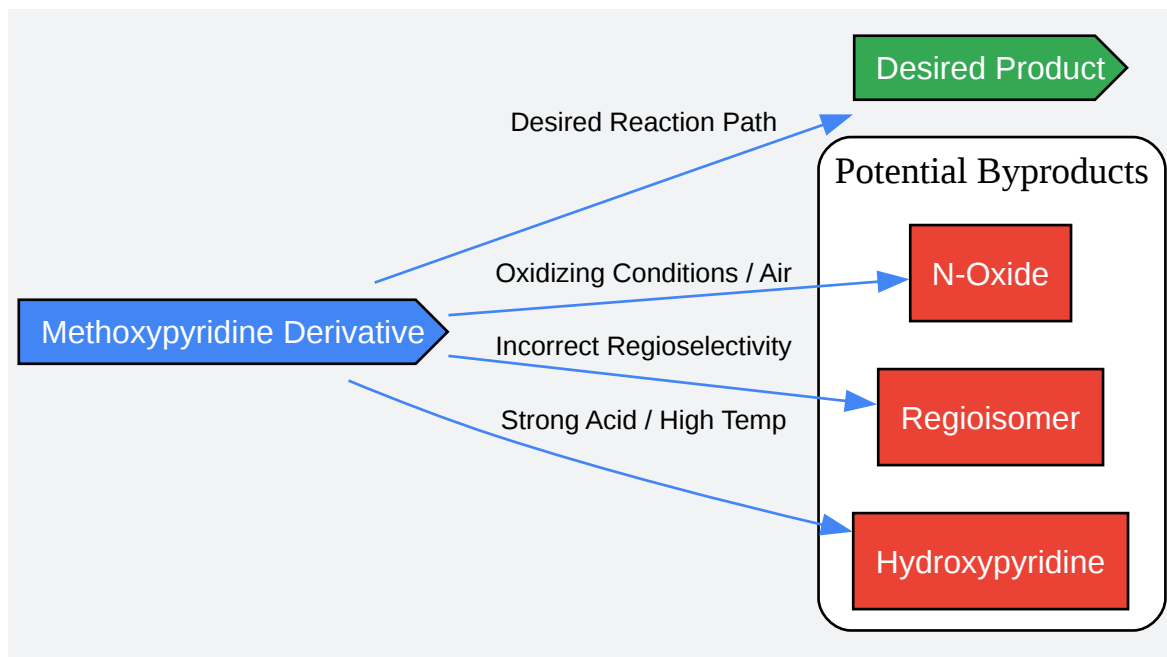 Desired Product
Desired Reaction Path
Potential Byproducts
Oxidizing Conditions / Air
N-Oxide
Methoxypyridine Derivative
Incorrect Regioselectivity
Regioisomer
Strong Acid / High Temp
Hydroxypyridine